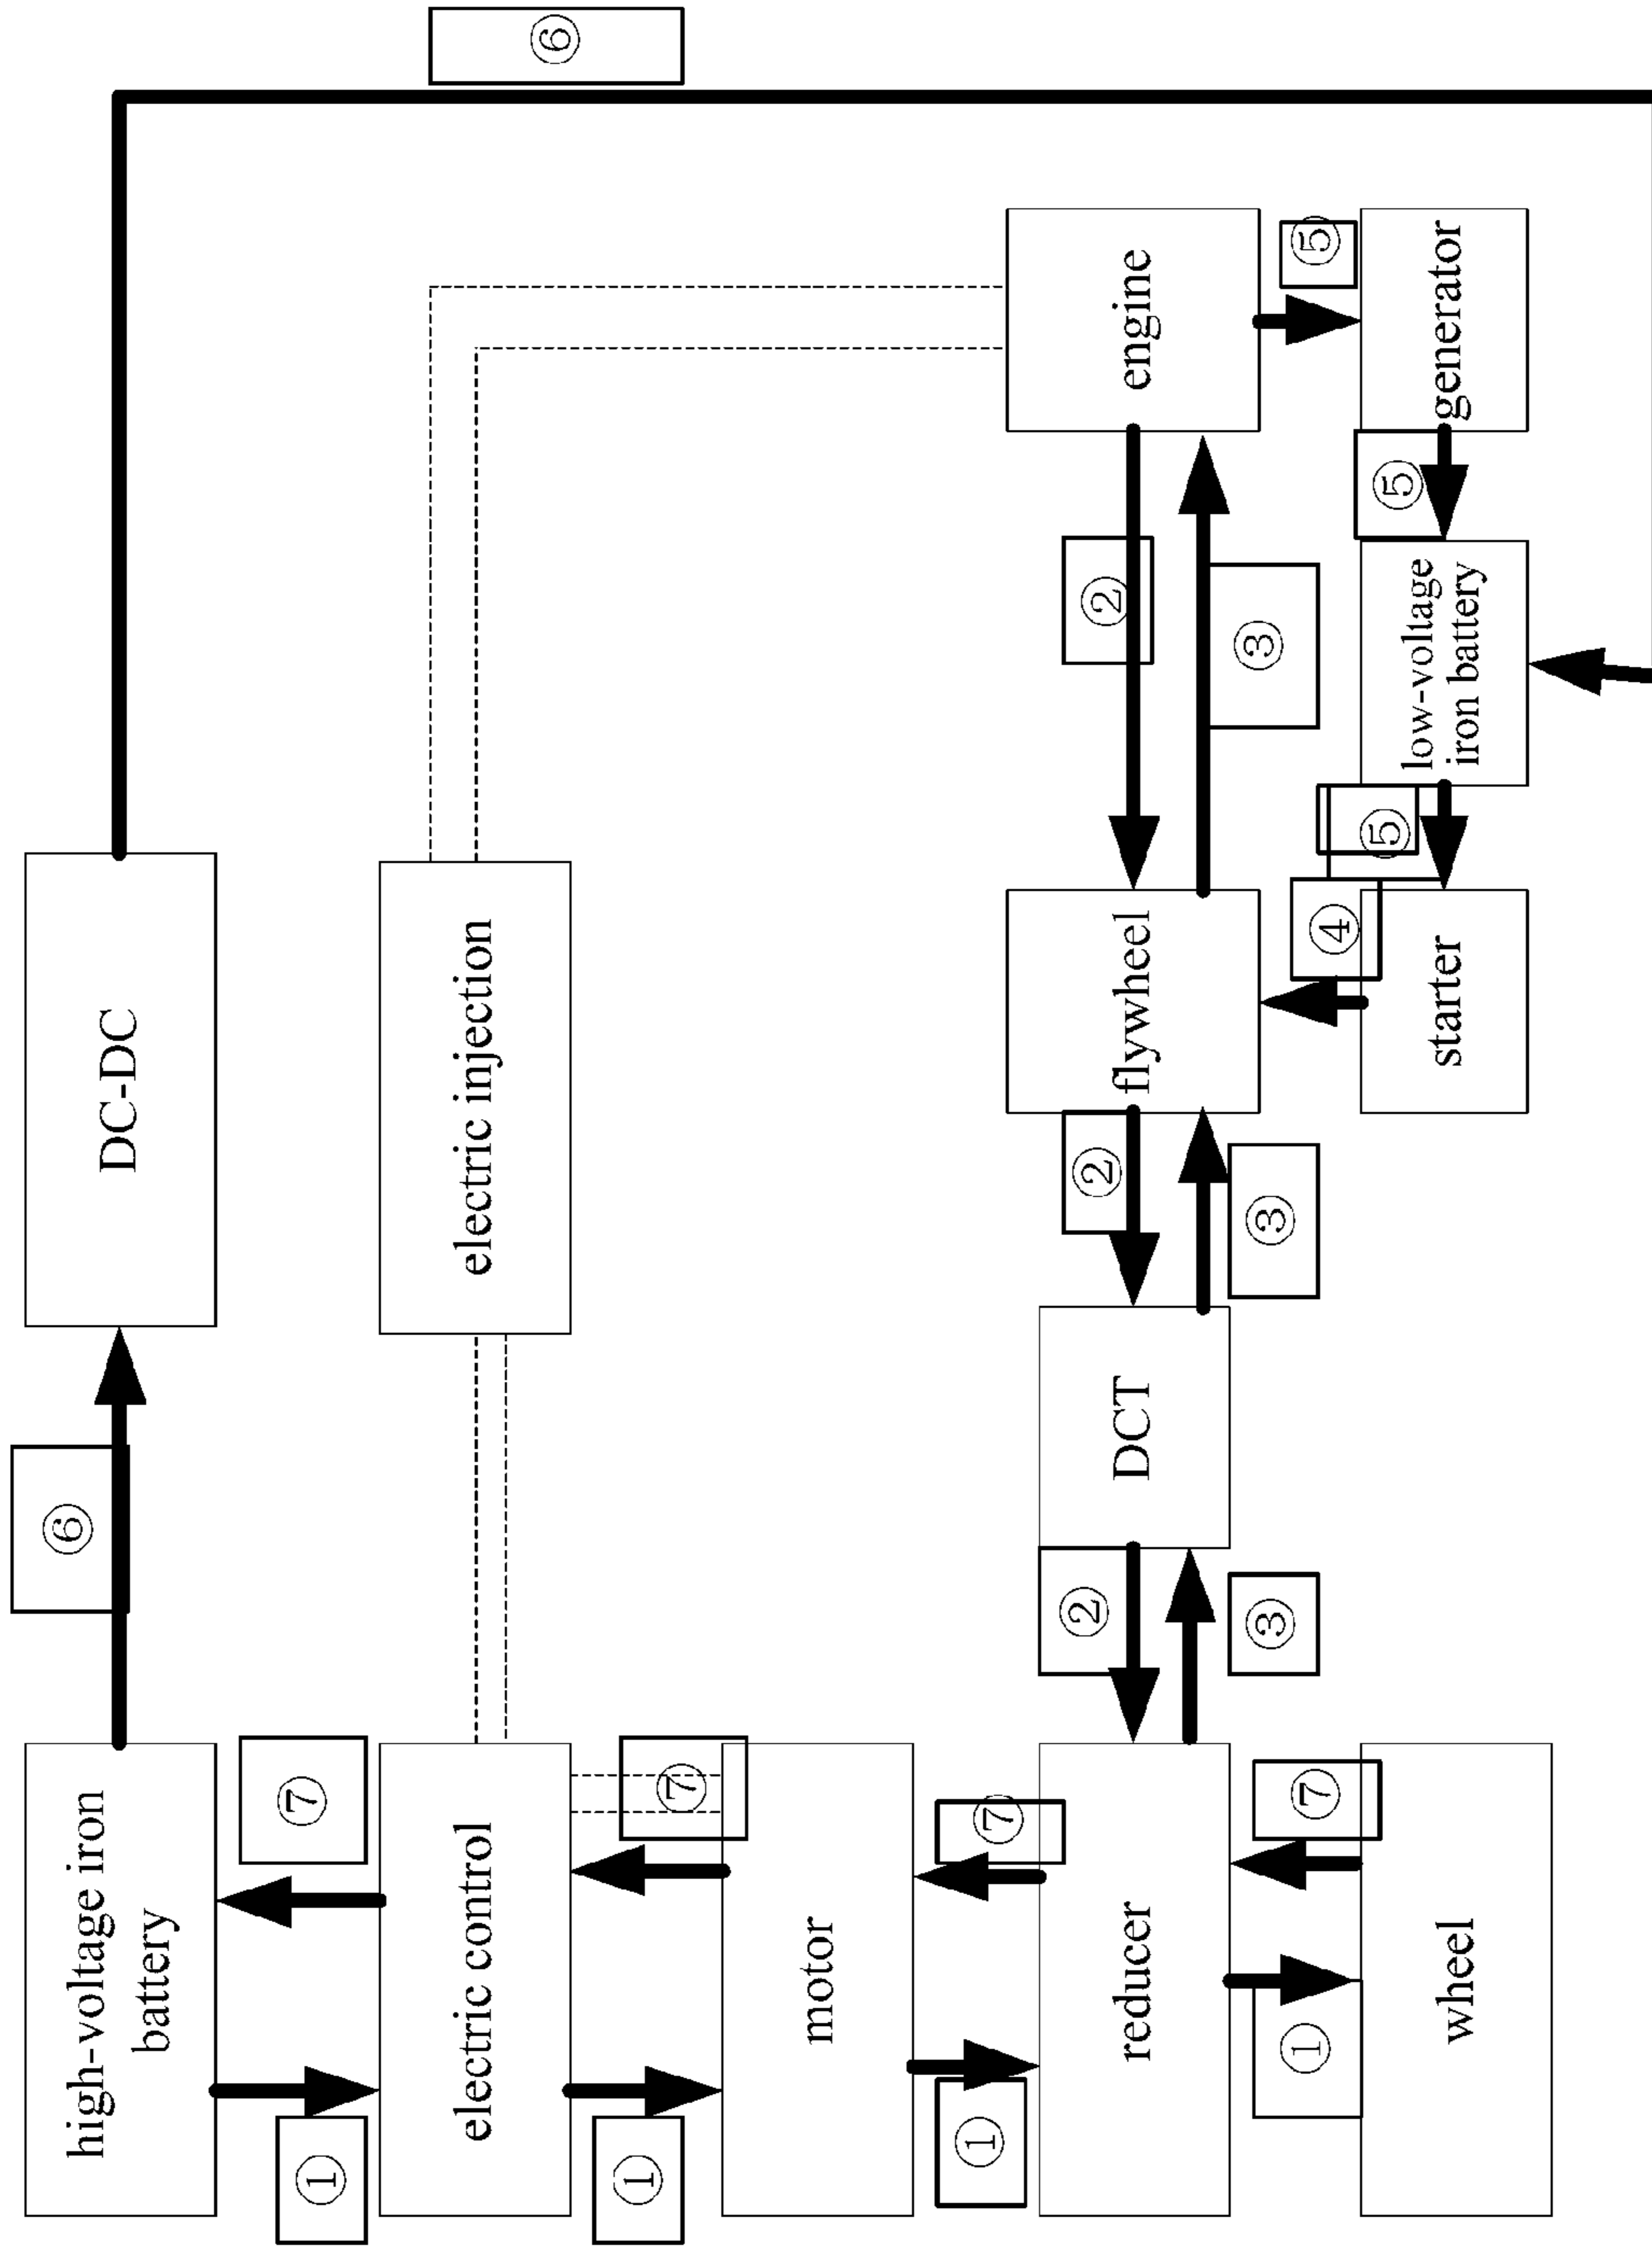 ⑥
high-voltage iron
battery
DC-DC
①
⑦
electric control
electric injection
⑥
①
⑦
motor
①
⑦
②
②
②
reducer
DCT
flywheel
engine
③
③
③
①
⑦
④
⑤
⑤
⑤
wheel
starter
low-voltage
iron battery
generator